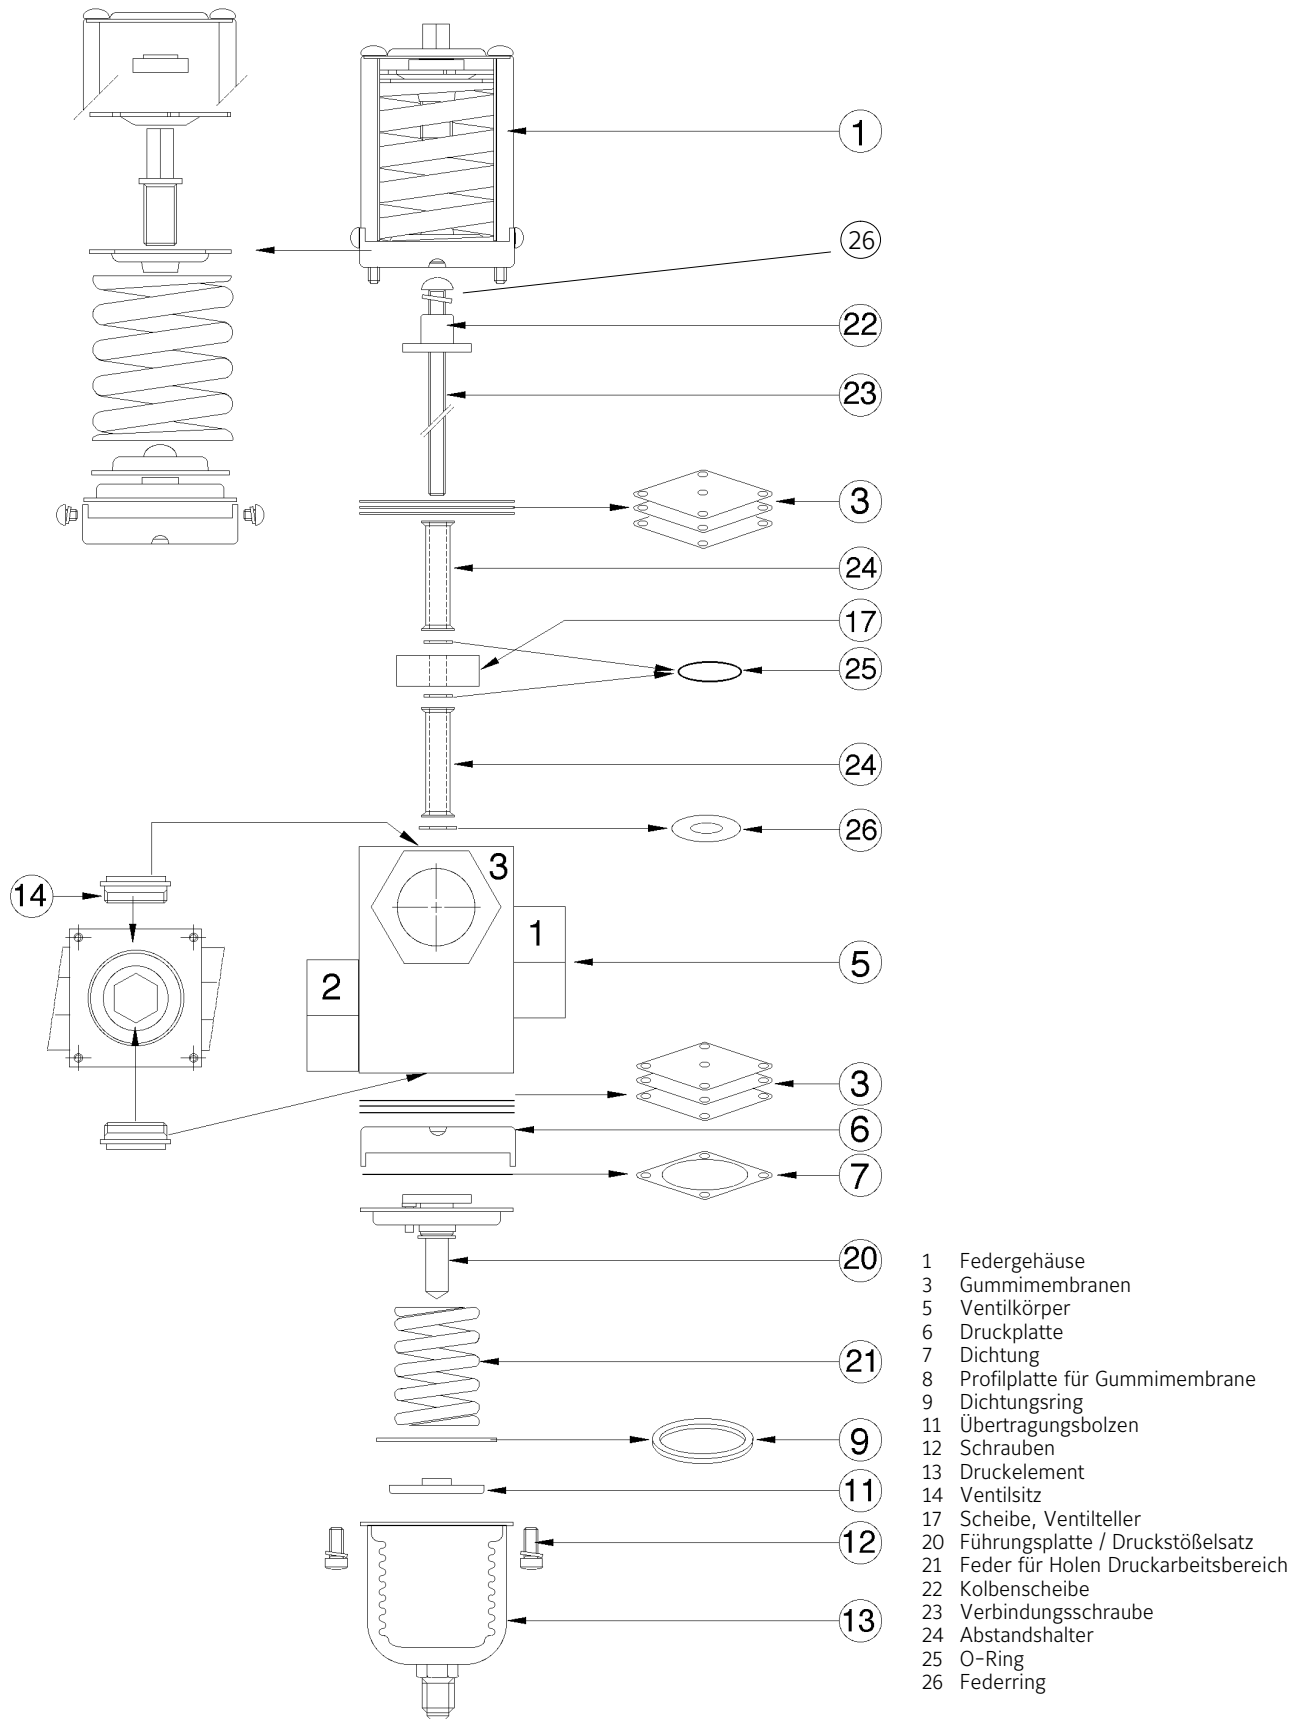 1
26
22
23
3
24
17
25
24
26
14
3
1
2
5
3
6
7
20
21
9
11
12
13
1 Federgehäuse
3 Gummimembranen
5 Ventilkörper
6 Druckplatte
7 Dichtung
8 Profilplatte für Gummimembrane
9 Dichtungsring
11 Übertragungsbolzen
12 Schrauben
13 Druckelement
14 Ventilsitz
17 Scheibe, Ventilteller
20 Führungsplatte / Druckstößelsatz
21 Feder für Holen Druckarbeitsbereich
22 Kolbenscheibe
23 Verbindungsschraube
24 Abstandshalter
25 O-Ring
26 Federring